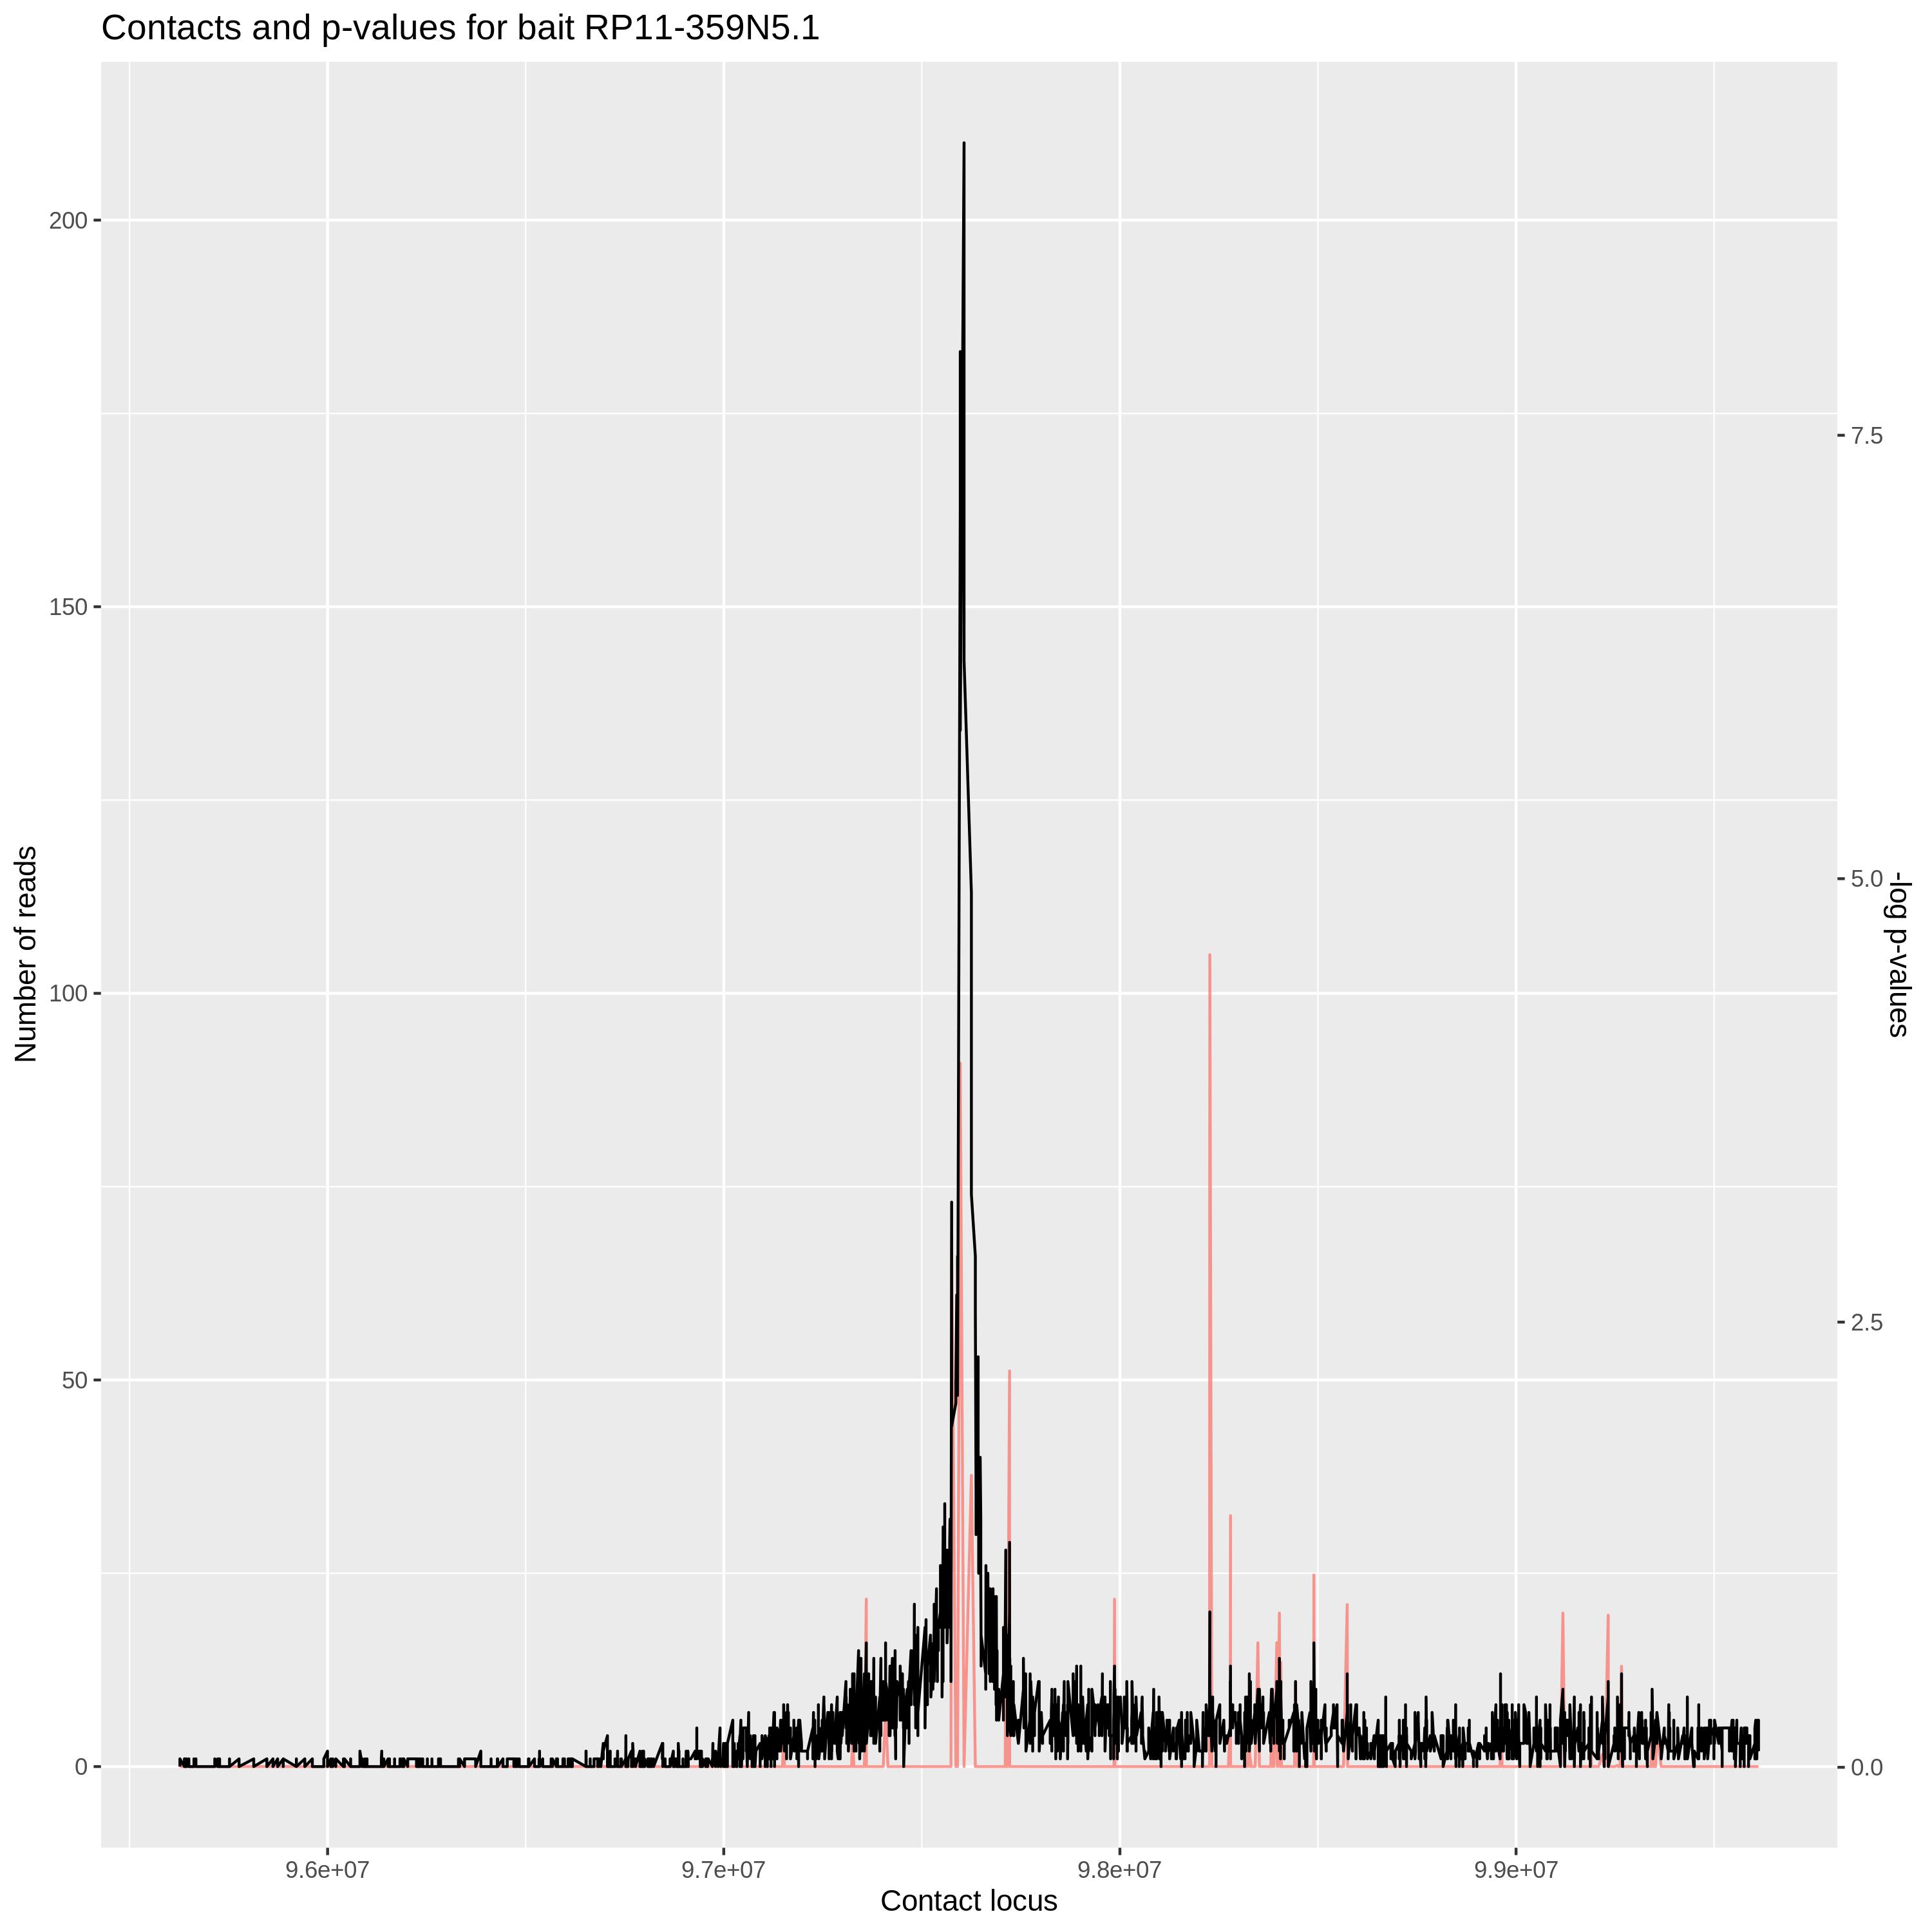 Contacts and p-values for bait RP11-359N5.1
200
150
100
50
0
Number of reads
7.5
5.0
2.5
0.0
-log p-values
9.6e+07
9.7e+07
9.8e+07
9.9e+07
Contact locus